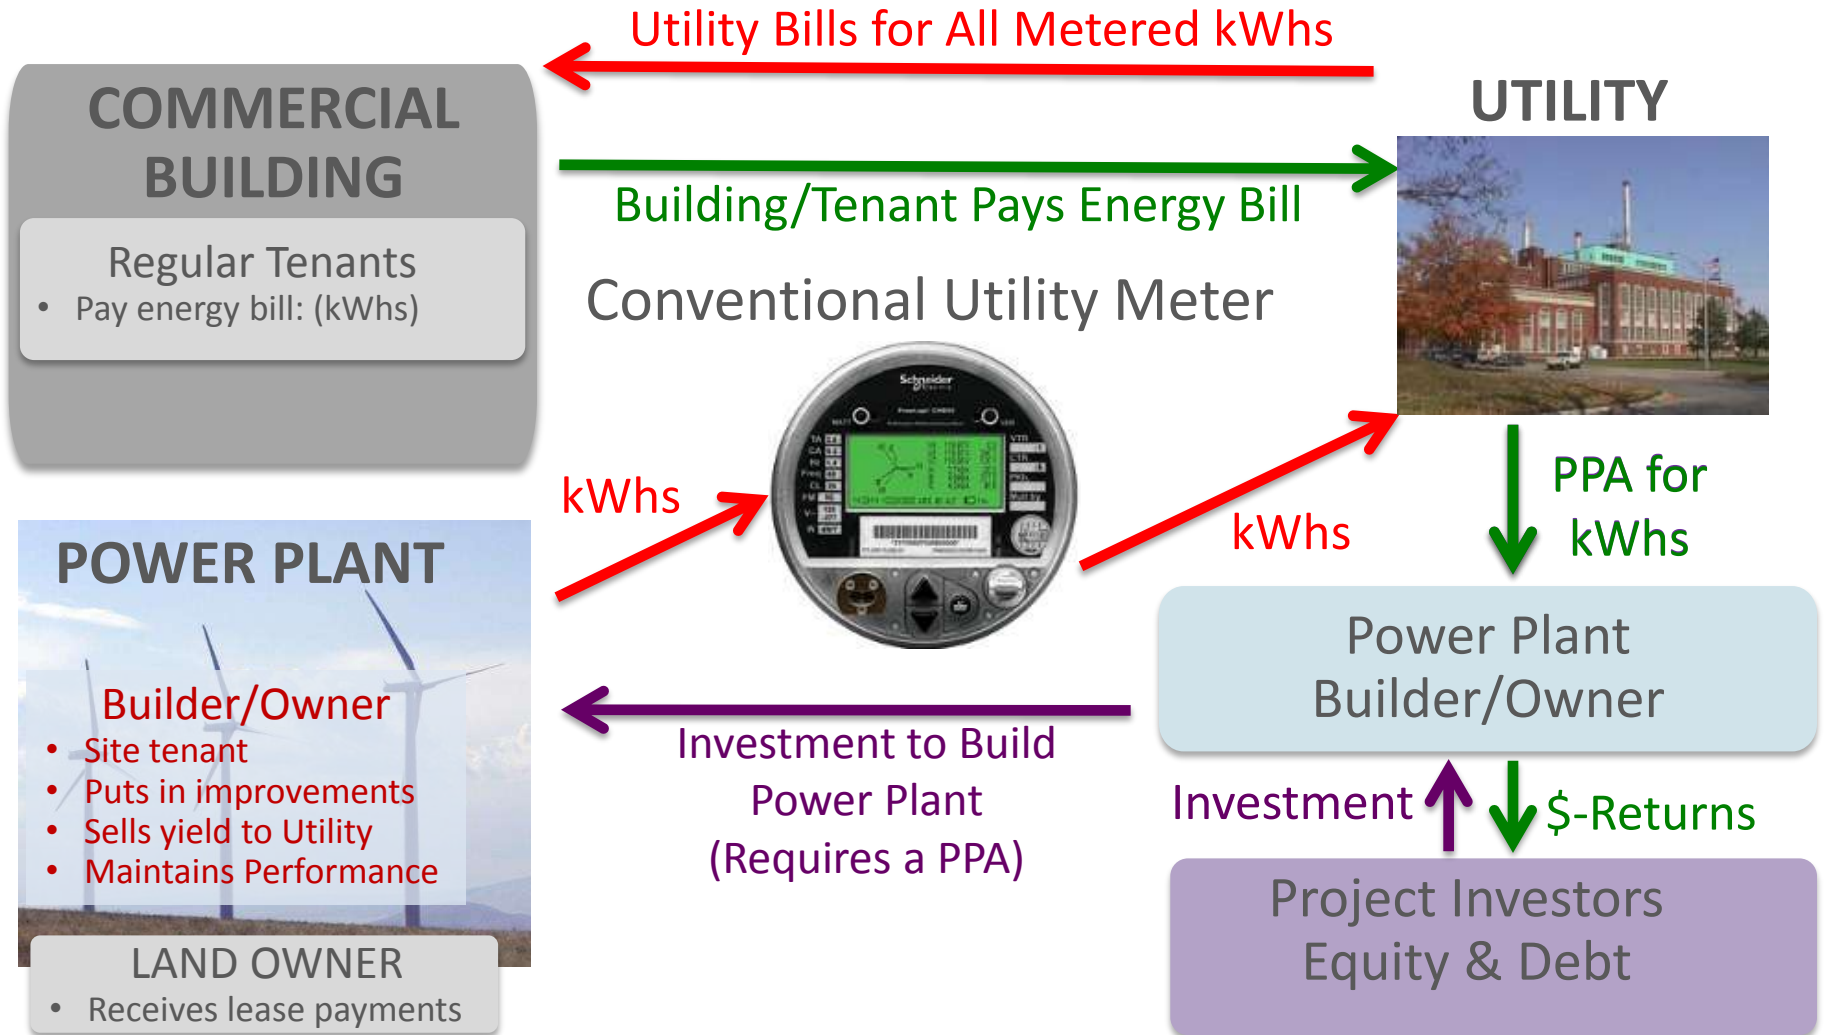 Utility Bills for All Metered kWhs
COMMERCIAL
BUILDING
UTILITY
Building/Tenant Pays Energy Bill
Regular Tenants
• Pay energy bill: (kWhs)
Conventional Utility Meter
Schneider
Electric
kWhs
kWhs
PPA for
kWhs
POWER PLANT
Power Plant
Builder/Owner
Builder/Owner
• Site tenant
• Puts in improvements
• Sells yield to Utility
• Maintains Performance
Investment to Build
Power Plant
(Requires a PPA)
Investment
$-Returns
Project Investors
Equity & Debt
LAND OWNER
• Receives lease payments